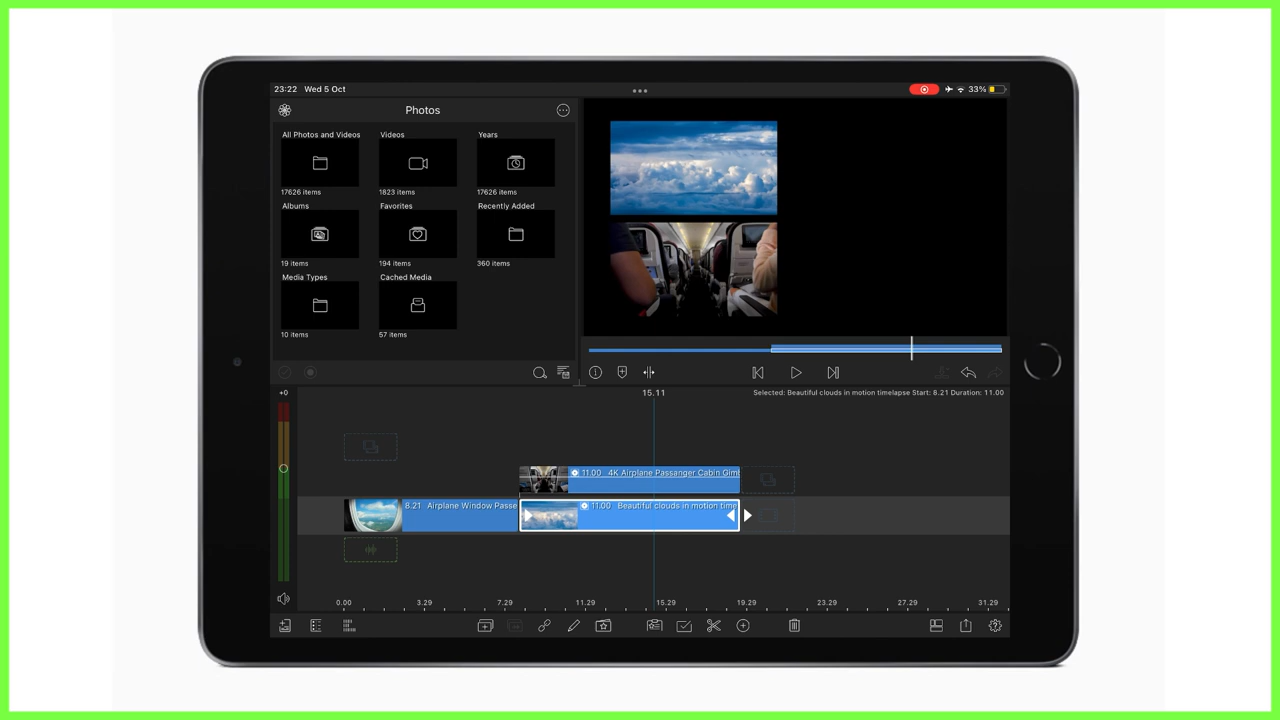 23:22 Wed 5 Oct
33%
Photos
All Photos and Videos
Videos
Years
17626 items
1823 items
17626 items
Albums
Favorites
Recently Added
19 items
194 items
360 items
Media Types
Cached Media
10 items
57 items
+0
15.11
Selected: Beautiful clouds in motion timelapse Start: 8.21 Duration: 11.00
11.00 4K Airplane Passanger Cabin Gim
8.21 Airplane Window Passe
11.00 Beautiful clouds in motion time
0.00 3.29 7.29 11.29 15.29 19.29 23.29 27.29 31.29